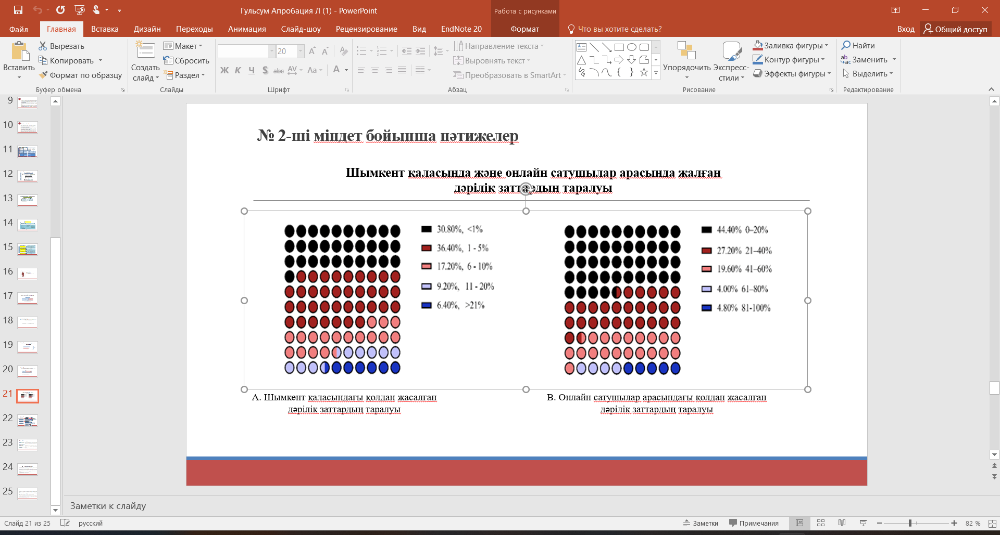 Гульсум Апробация Л (1) - PowerPoint
Работа с рисунками
Файл Главная Вставка Дизайн Переходы Анимация Слайд-шоу Рецензирование Вид EndNote 20 Формат Что вы хотите сделать? Вход Общий доступ
Вставить
Вырезать
Копировать
Формат по образцу
Буфер обмена
Создать слайд
Макет
Сбросить
Раздел
Слайды
20
Ж К Ч S abc AV Aa A
Шрифт
Направление текста
Выровнять текст
Преобразовать в SmartArt
Абзац
Упорядочить
Экспресс-
стили
Заливка фигуры
Контур фигуры
Эффекты фигуры
Рисование
Найти
Заменить
Выделить
Редактирование
9
10
11
12
13
14
15
16
17
18
19
20
21
22
23
24
25
№ 2-ші міндет бойынша нәтижелер
Шымкент қаласында және онлайн сатушылар арасында жалған
дәрілік заттардың таралуы
30.80%, <1%
36.40%, 1 - 5%
17.20%, 6 - 10%
9.20%, 11 - 20%
6.40%, >21%
44.40% 0–20%
27.20% 21–40%
19.60% 41–60%
4.00% 61–80%
4.80% 81-100%
А. Шымкент қаласындағы қолдан жасалған
дәрілік заттардың таралуы
В. Онлайн сатушылар арасындағы қолдан жасалған
дәрілік заттардың таралуы
Заметки к слайду
Слайд 21 из 25 русский Заметки Примечания 82 %